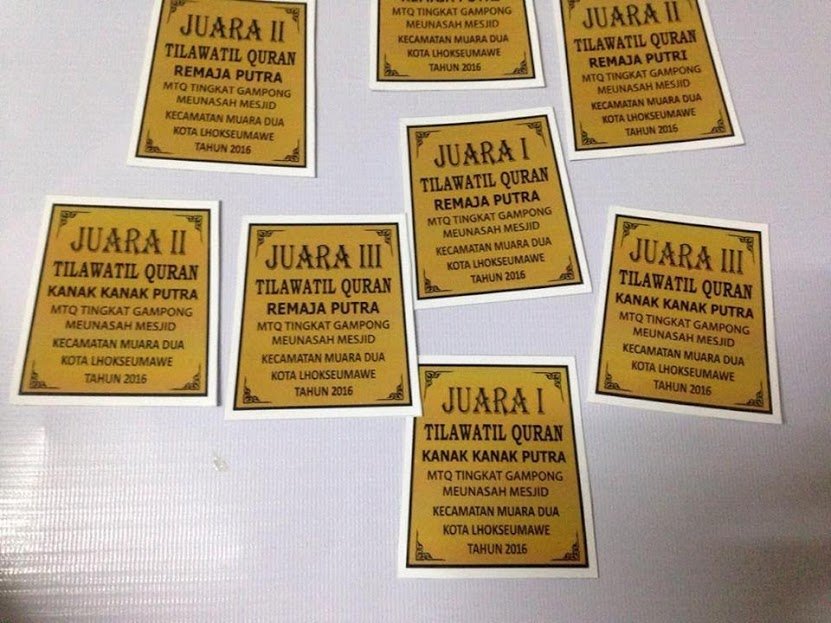 JUARA II
TILAWATIL QURAN
REMAJA PUTRA
MTQ TINGKAT GAMPONG
MEUNASAH MESJID
KECAMATAN MUARA DUA
KOTA LHOKSEUMAWE
TAHUN 2016
MTQ TINGKAT GAMPONG
MEUNASAH MESJID
KECAMATAN MUARA DUA
KOTA LHOKSEUMAWE
TAHUN 2016
JUARA II
TILAWATIL QURAN
REMAJA PUTRI
MTQ TINGKAT GAMPONG
MEUNASAH MESJID
KECAMATAN MUARA DUA
KOTA LHOKSEUMAWE
TAHUN 2016
JUARA I
TILAWATIL QURAN
REMAJA PUTRA
MTQ TINGKAT GAMPONG
MEUNASAH MESJID
KECAMATAN MUARA DUA
KOTA LHOKSEUMAWE
TAHUN 2016
JUARA II
TILAWATIL QURAN
KANAK KANAK PUTRA
MTQ TINGKAT GAMPONG
MEUNASAH MESJID
KECAMATAN MUARA DUA
KOTA LHOKSEUMAWE
TAHUN 2016
JUARA III
TILAWATIL QURAN
REMAJA PUTRA
MTQ TINGKAT GAMPONG
MEUNASAH MESJID
KECAMATAN MUARA DUA
KOTA LHOKSEUMAWE
TAHUN 2016
JUARA III
TILAWATIL QURAN
KANAK KANAK PUTRA
MTQ TINGKAT GAMPONG
MEUNASAH MESJID
KECAMATAN MUARA DUA
KOTA LHOKSEUMAWE
TAHUN 2016
JUARA I
TILAWATIL QURAN
KANAK KANAK PUTRA
MTQ TINGKAT GAMPONG
MEUNASAH MESJID
KECAMATAN MUARA DUA
KOTA LHOKSEUMAWE
TAHUN 2016